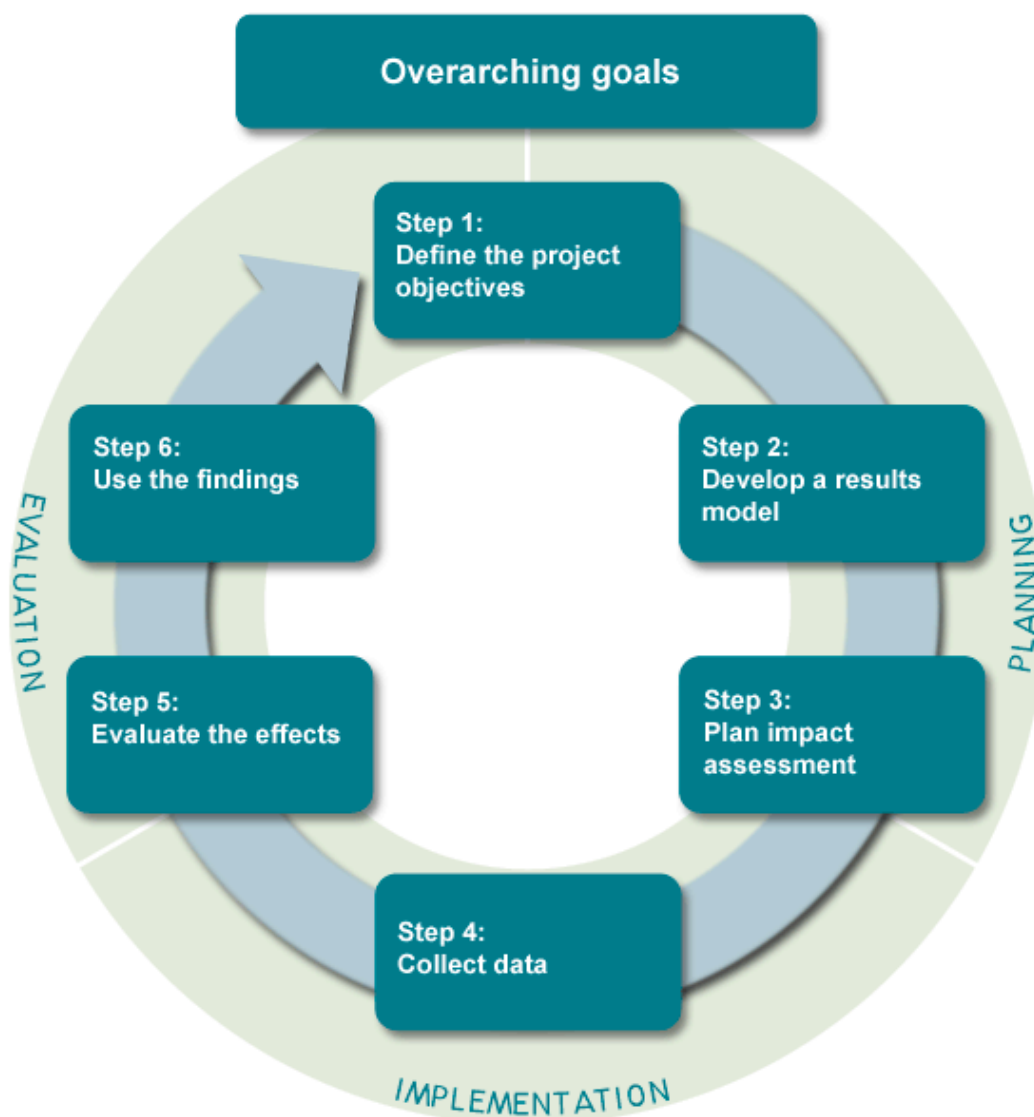 Overarching goals
Step 1:
Define the project
objectives
Step 2:
Develop a results
model
Step 3:
Plan impact
assessment
Step 4:
Collect data
Step 5:
Evaluate the effects
Step 6:
Use the findings
PLANNING
IMPLEMENTATION
EVALUATION